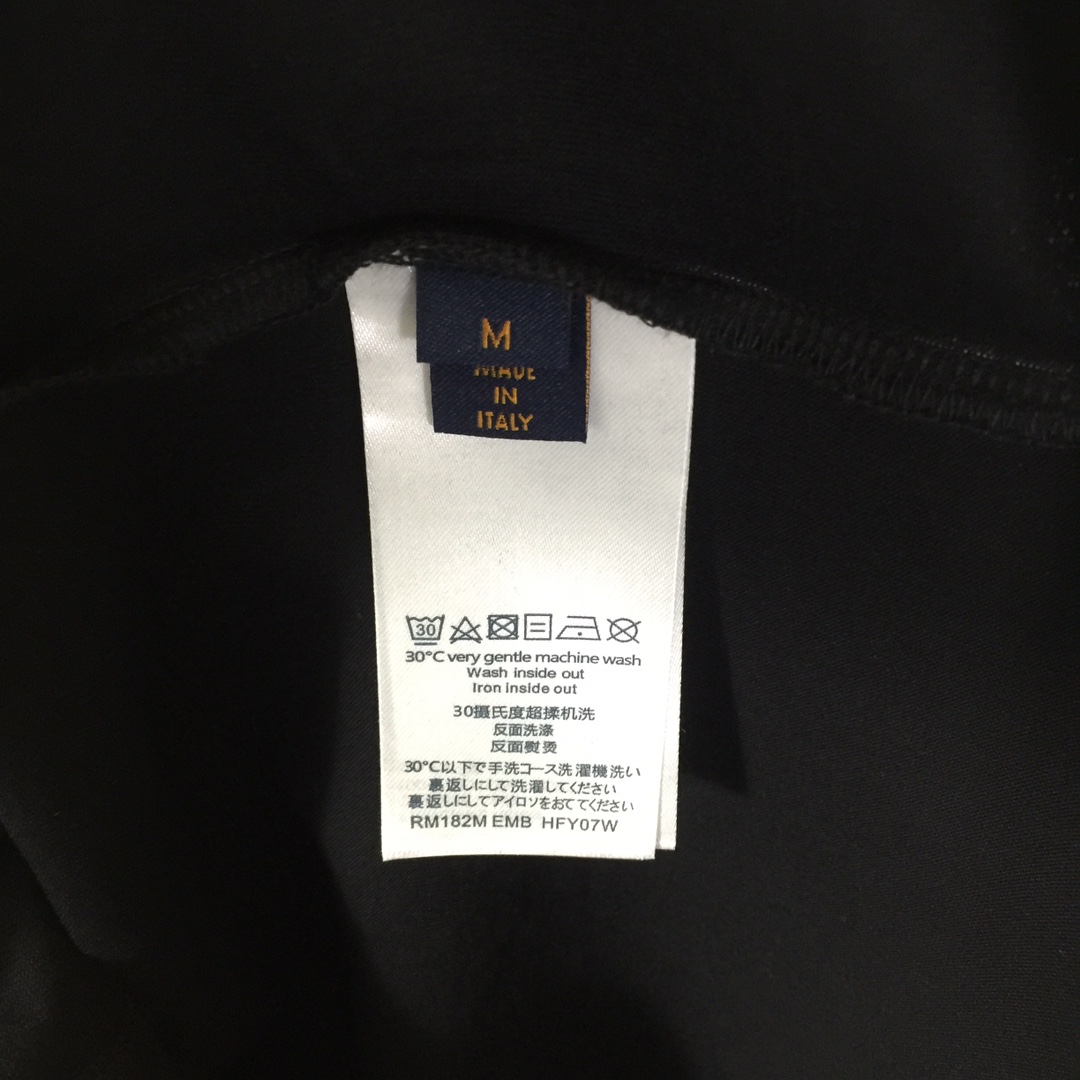 M
MADE
IN
ITALY
30
30°C very gentle machine wash
Wash inside out
Iron inside out
30摄氏度超揉机洗
反面洗涤
反面熨烫
30℃以下で手洗コース洗濯機洗い
裏返しにして洗濯してください
裏返しにしてアイロソをおててください
RM182M EMB HFY07W